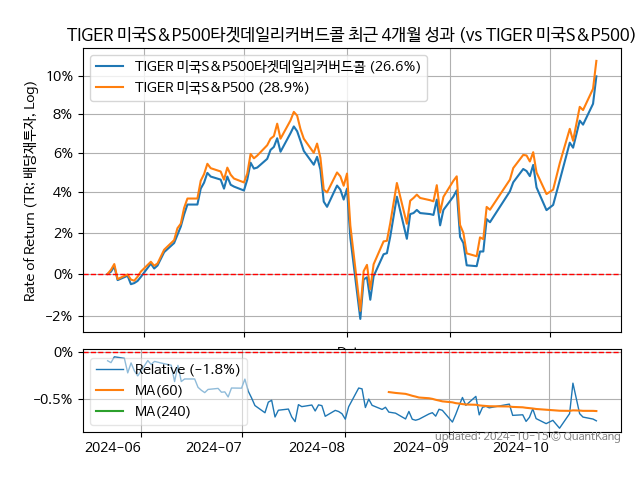 TIGER 미국S&P500타겟데일리커버드콜 최근 4개월 성과 (vs TIGER 미국S&P500)
TIGER 미국S&P500타겟데일리커버드콜 (26.6%)
TIGER 미국S&P500 (28.9%)
Rate of Return (TR: 배당재투자, Log)
10%
8%
6%
4%
2%
0%
−2%
0%
−0.5%
Relative (−1.8%)
MA(60)
MA(240)
updated: 2024-10-15 © QuantKang
2024-06
2024-07
2024-08
2024-09
2024-10